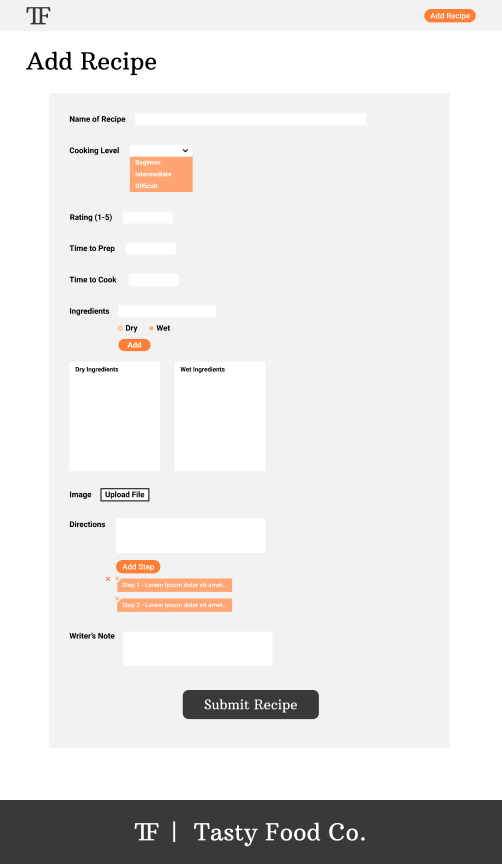 TF
Add Recipe
Add Recipe
Name of Recipe
Cooking Level
Beginner
Intermediate
Difficult
Rating (1-5)
Time to Prep
Time to Cook
Ingredients
Dry Wet
Add
Dry Ingredients Wet Ingredients
Image Upload File
Directions
Add Step
Step 1 - Lorem ipsum dolor sit amet...
Step 2 - Lorem ipsum dolor sit amet...
Writer's Note
Submit Recipe
TF | Tasty Food Co.